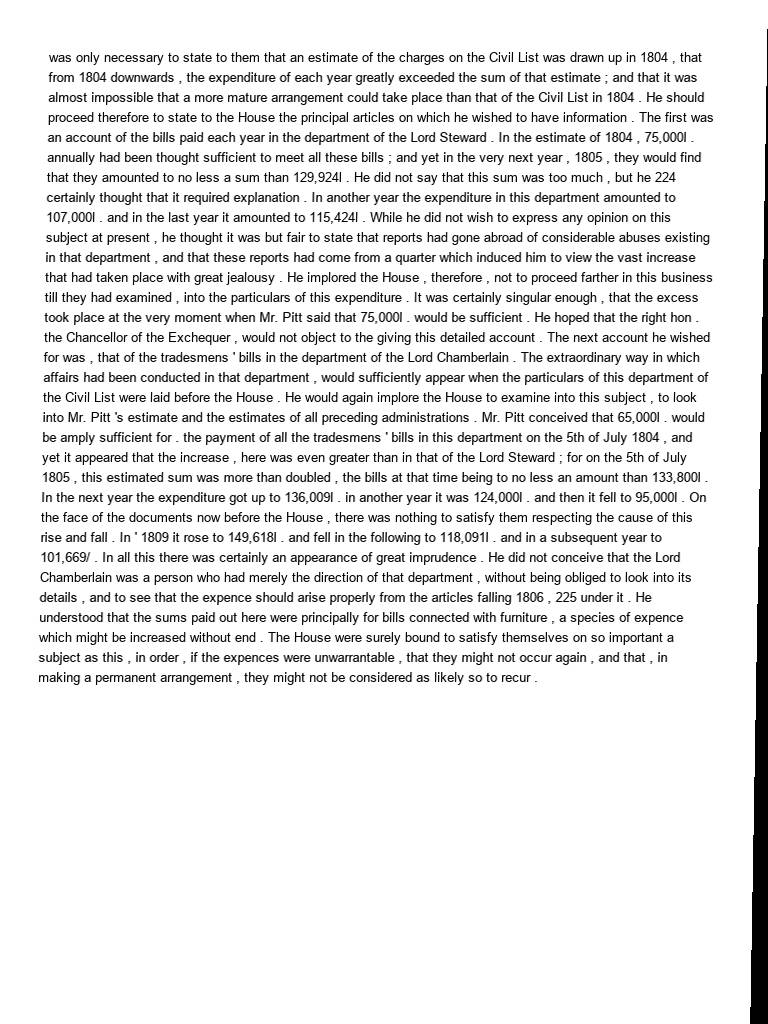 was only necessary to state to them that an estimate of the charges on the Civil List was drawn up in 1804 , that
from 1804 downwards , the expenditure of each year greatly exceeded the sum of that estimate ; and that it was
almost impossible that a more mature arrangement could take place than that of the Civil List in 1804 . He should
proceed therefore to state to the House the principal articles on which he wished to have information . The first was
an account of the bills paid each year in the department of the Lord Steward . In the estimate of 1804 , 75,000l .
annually had been thought sufficient to meet all these bills ; and yet in the very next year , 1805 , they would find
that they amounted to no less a sum than 129,924l . He did not say that this sum was too much , but he 224
certainly thought that it required explanation . In another year the expenditure in this department amounted to
107,000l . and in the last year it amounted to 115,424l . While he did not wish to express any opinion on this
subject at present , he thought it was but fair to state that reports had gone abroad of considerable abuses existing
in that department , and that these reports had come from a quarter which induced him to view the vast increase
that had taken place with great jealousy . He implored the House , therefore , not to proceed farther in this business
till they had examined , into the particulars of this expenditure . It was certainly singular enough , that the excess
took place at the very moment when Mr. Pitt said that 75,000l . would be sufficient . He hoped that the right hon .
the Chancellor of the Exchequer , would not object to the giving this detailed account . The next account he wished
for was , that of the tradesmens ' bills in the department of the Lord Chamberlain . The extraordinary way in which
affairs had been conducted in that department , would sufficiently appear when the particulars of this department of
the Civil List were laid before the House . He would again implore the House to examine into this subject , to look
into Mr. Pitt 's estimate and the estimates of all preceding administrations . Mr. Pitt conceived that 65,000l . would
be amply sufficient for . the payment of all the tradesmens ' bills in this department on the 5th of July 1804 , and
yet it appeared that the increase , here was even greater than in that of the Lord Steward ; for on the 5th of July
1805 , this estimated sum was more than doubled , the bills at that time being to no less an amount than 133,800l .
In the next year the expenditure got up to 136,009l . in another year it was 124,000l . and then it fell to 95,000l . On
the face of the documents now before the House , there was nothing to satisfy them respecting the cause of this
rise and fall . In ' 1809 it rose to 149,618l . and fell in the following to 118,091l . and in a subsequent year to
101,669/ . In all this there was certainly an appearance of great imprudence . He did not conceive that the Lord
Chamberlain was a person who had merely the direction of that department , without being obliged to look into its
details , and to see that the expence should arise properly from the articles falling 1806 , 225 under it . He
understood that the sums paid out here were principally for bills connected with furniture , a species of expence
which might be increased without end . The House were surely bound to satisfy themselves on so important a
subject as this , in order , if the expences were unwarrantable , that they might not occur again , and that , in
making a permanent arrangement , they might not be considered as likely so to recur .